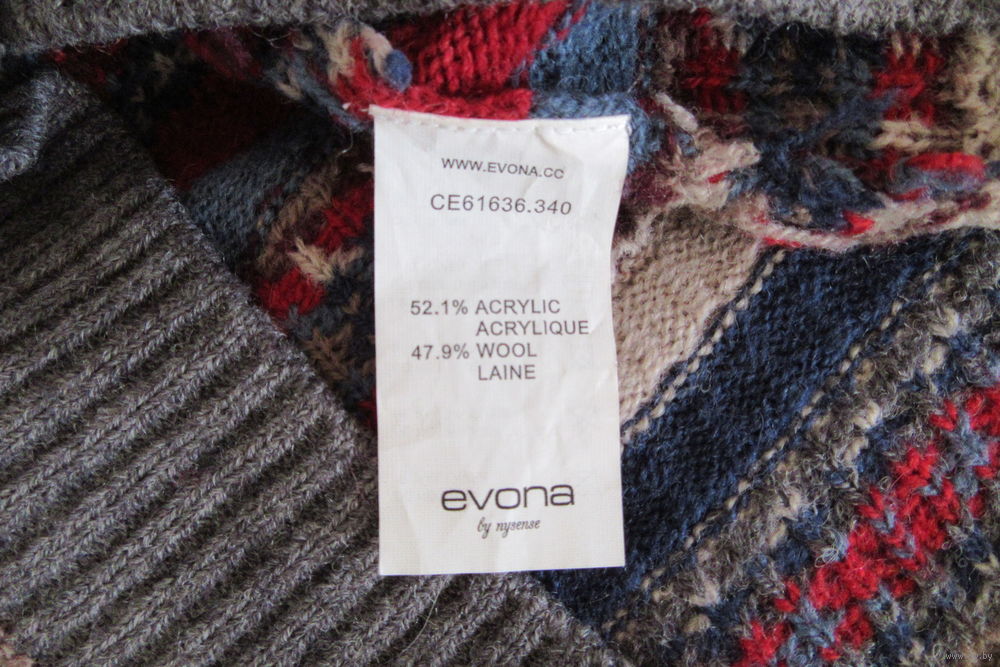 WWW.EVONA.CC
CE61636.340
52.1% ACRYLIC
ACRYLIQUE
47.9% WOOL
LAINE
evona
by nysense